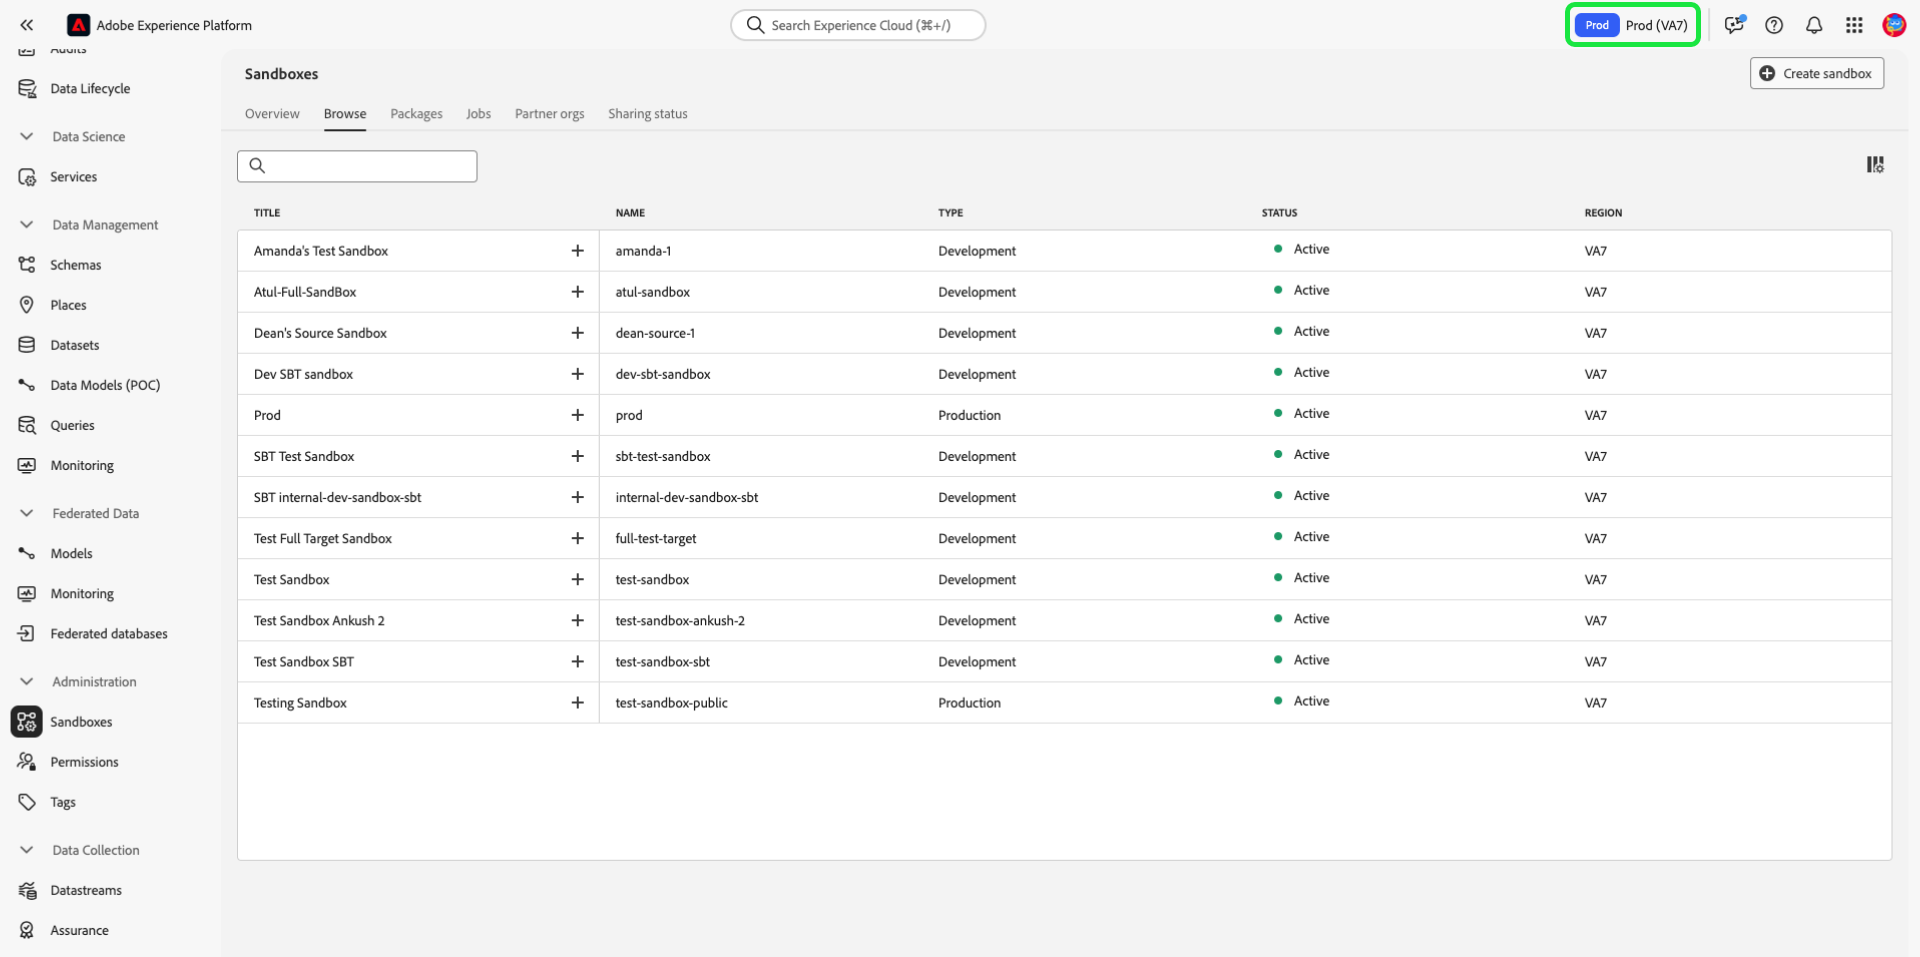 Adobe Experience Platform
Search Experience Cloud (⌘+/)
Prod Prod (VA7)
Audits
Data Lifecycle
Data Science
Services
Data Management
Schemas
Places
Datasets
Data Models (POC)
Queries
Monitoring
Federated Data
Models
Monitoring
Federated databases
Administration
Sandboxes
Permissions
Tags
Data Collection
Datastreams
Assurance
Sandboxes
Create sandbox
Overview Browse Packages Jobs Partner orgs Sharing status
TITLE NAME TYPE STATUS REGION
Amanda's Test Sandbox + amanda-1 Development Active VA7
Atul-Full-SandBox + atul-sandbox Development Active VA7
Dean's Source Sandbox + dean-source-1 Development Active VA7
Dev SBT sandbox + dev-sbt-sandbox Development Active VA7
Prod + prod Production Active VA7
SBT Test Sandbox + sbt-test-sandbox Development Active VA7
SBT internal-dev-sandbox-sbt + internal-dev-sandbox-sbt Development Active VA7
Test Full Target Sandbox + full-test-target Development Active VA7
Test Sandbox + test-sandbox Development Active VA7
Test Sandbox Ankush 2 + test-sandbox-ankush-2 Development Active VA7
Test Sandbox SBT + test-sandbox-sbt Development Active VA7
Testing Sandbox + test-sandbox-public Production Active VA7